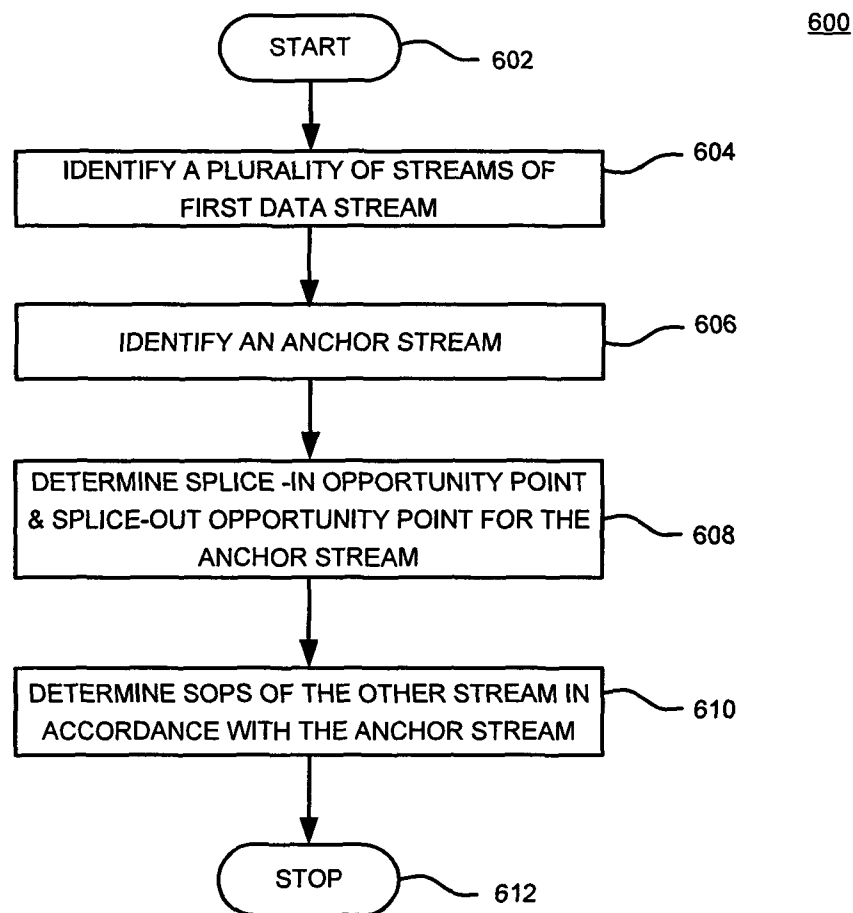 600
START
602
604
IDENTIFY A PLURALITY OF STREAMS OF
FIRST DATA STREAM
606
IDENTIFY AN ANCHOR STREAM
DETERMINE SPLICE -IN OPPORTUNITY POINT
& SPLICE-OUT OPPORTUNITY POINT FOR THE
ANCHOR STREAM
608
DETERMINE SOPS OF THE OTHER STREAM IN
ACCORDANCE WITH THE ANCHOR STREAM
610
STOP
612